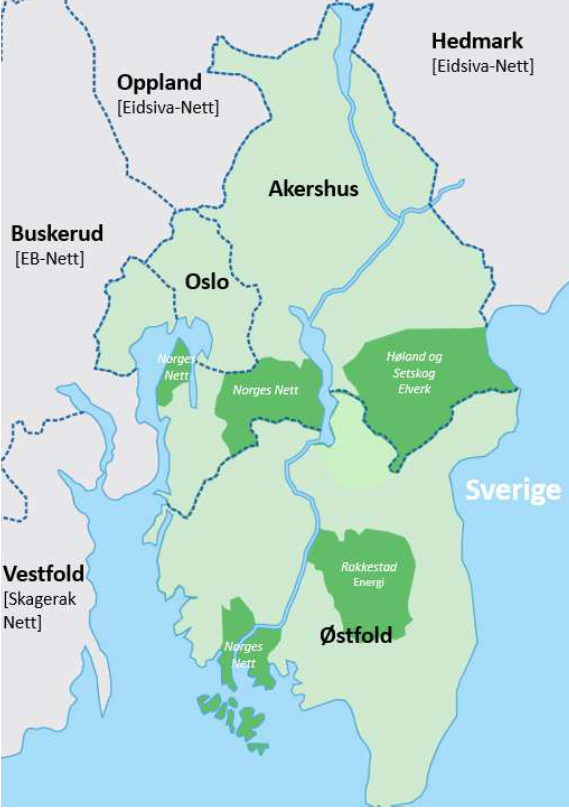 Hedmark
[Eidsiva-Nett]
Oppland
[Eidsiva-Nett]
Akershus
Buskerud
[EB-Nett]
Oslo
Norges
Nett
Norges Nett
Høland og
Setskog
Elverk
Sverige
Vestfold
[Skagerak
Nett]
Rakkestad
Energi
Østfold
Norges
Nett